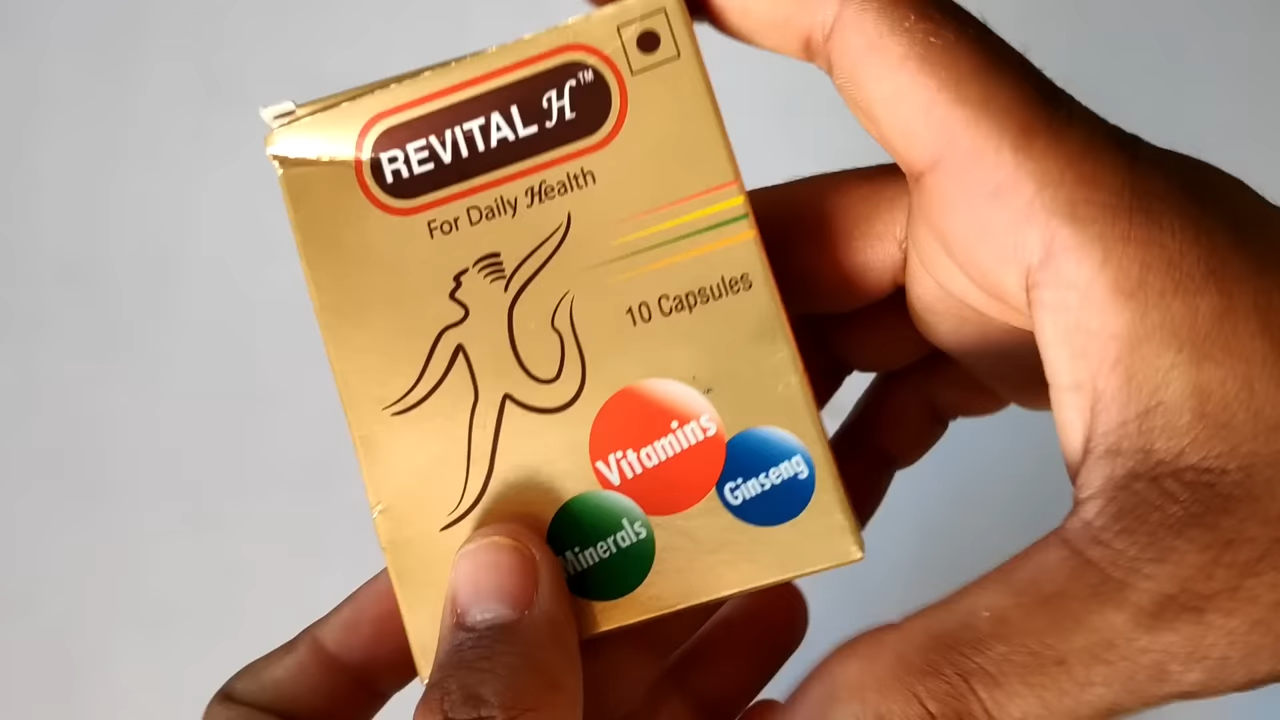 REVITAL H™
For Daily Health
10 Capsules
Vitamins
Ginseng
Minerals